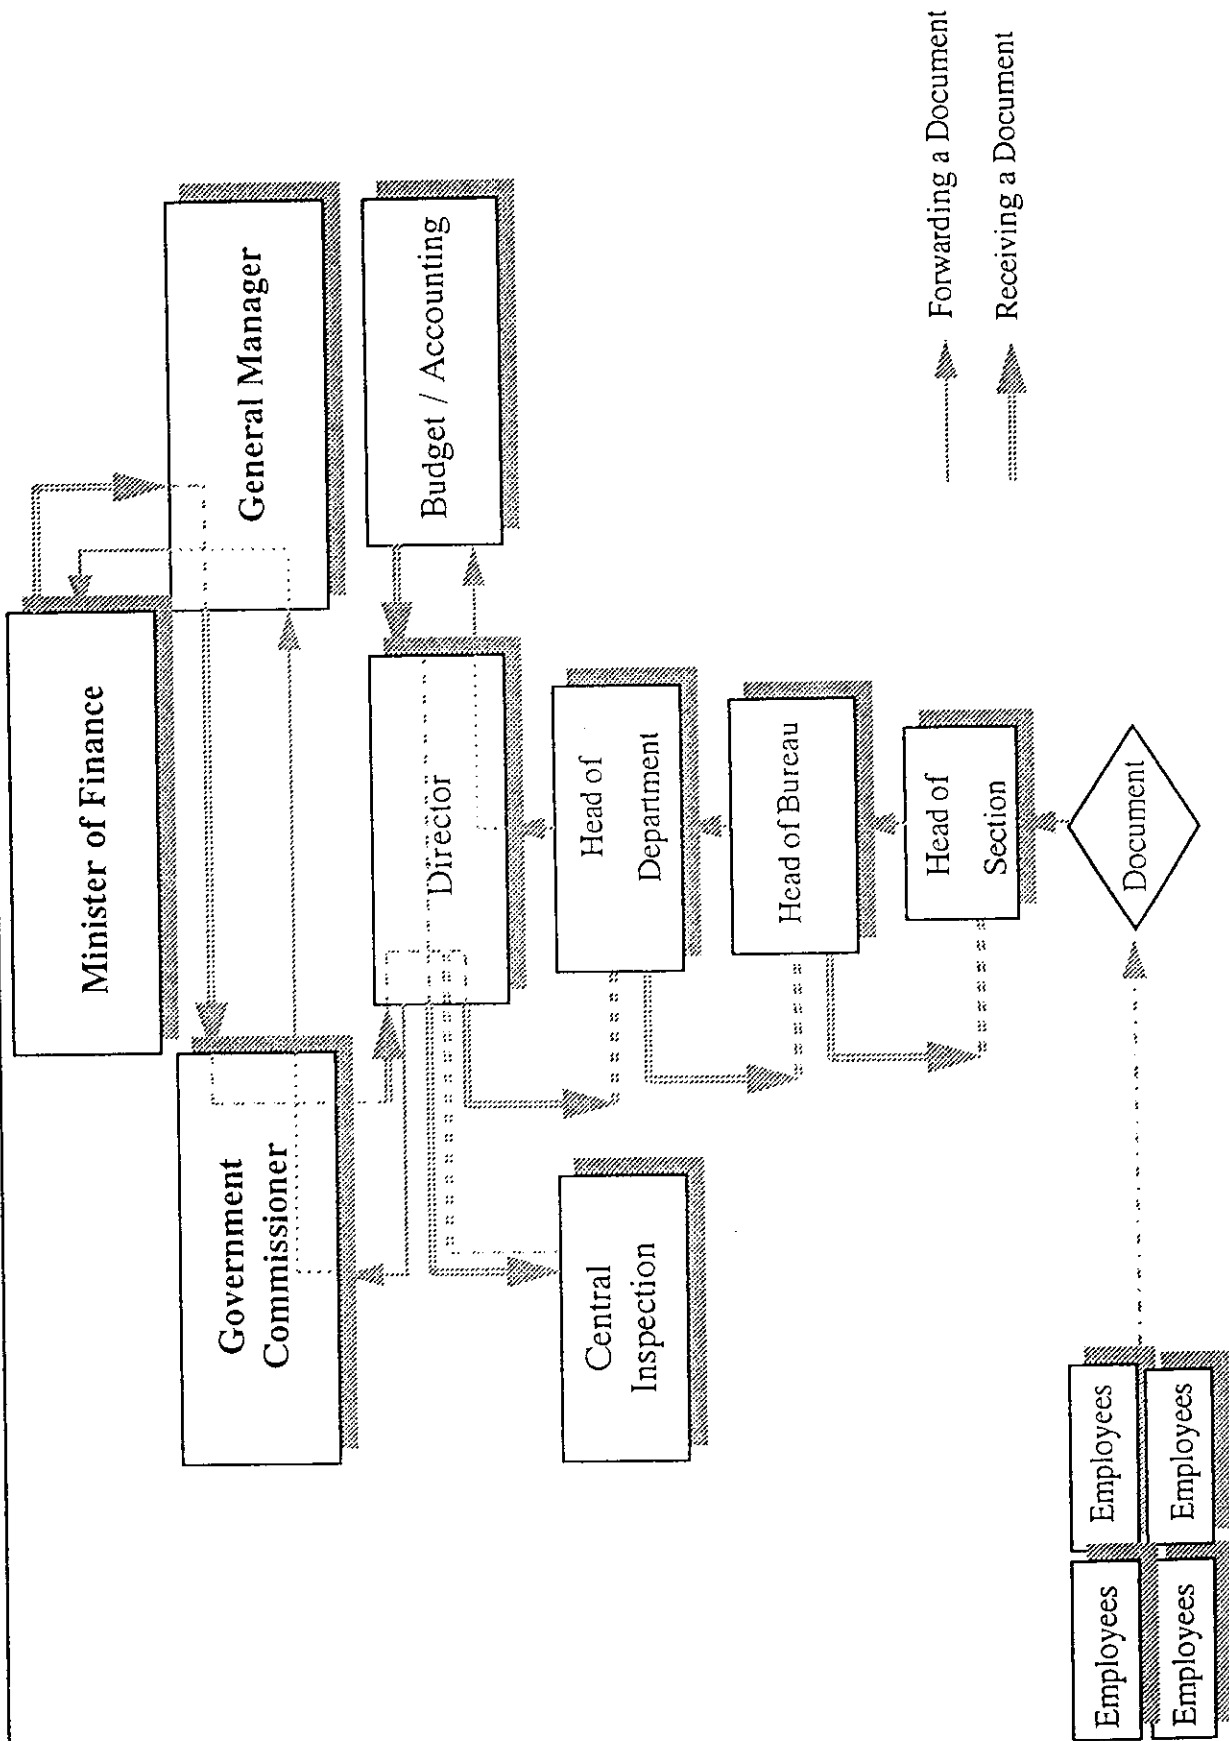 Minister of Finance
Government
Commissioner
General Manager
Director
Budget / Accounting
Central
Inspection
Head of
Department
Head of Bureau
Head of
Section
Forwarding a Document
Receiving a Document
Employees
Employees
Employees
Employees
Document